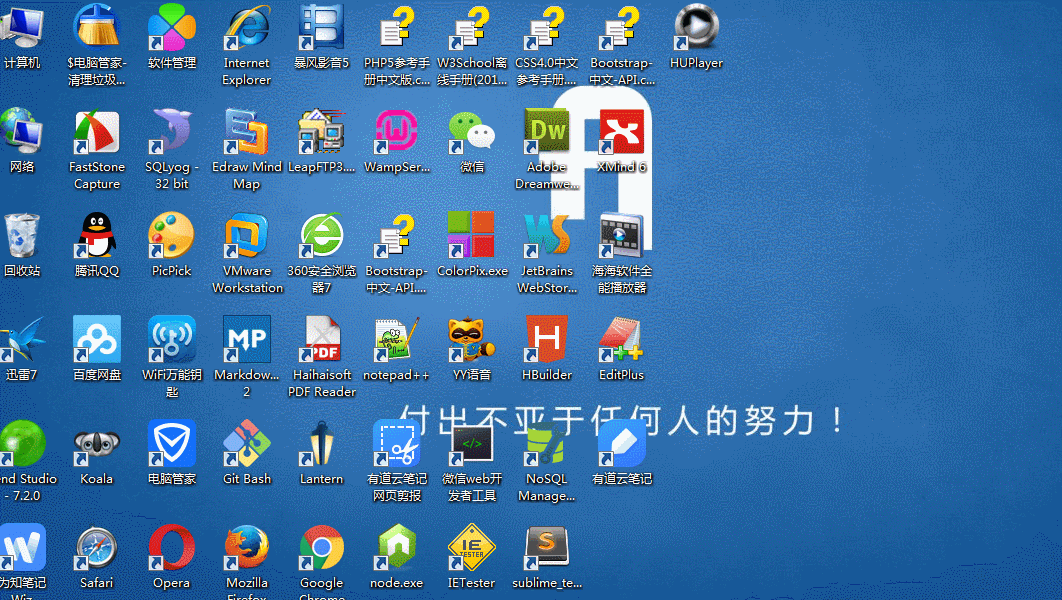 计算机
$电脑管家-
清理垃圾...
软件管理
Internet
Explorer
暴风影音5
PHP5参考手
册中文版.c...
W3School离
线手册(201...
CSS4.0中文
参考手册....
Bootstrap-
中文-API.c...
HUPlayer
网络
FastStone
Capture
SQLyog -
32 bit
Edraw Mind
Map
LeapFTP3....
WampSer...
微信
Dw
Adobe
Dreamwe...
XMind 6
回收站
腾讯QQ
PicPick
VMware
Workstation
360安全浏览
器7
Bootstrap-
中文-API....
ColorPix.exe
WS
JetBrains
WebStor...
海海软件全
能播放器
迅雷7
百度网盘
WiFi万能钥
匙
MP
Markdow...
2
PDF
Haihaisoft
PDF Reader
notepad++
YY语音
HBuilder
EditPlus
付出不亚于任何人的努力！
end Studio
- 7.2.0
Koala
电脑管家
Git Bash
Lantern
有道云笔记
网页剪报
</>
微信web开
发者工具
NoSQL
Manage...
有道云笔记
为知笔记
Wiz
Safari
Opera
Mozilla
Firefox
Google
Chrome
node.exe
IE
TESTER
IETester
sublime_te...